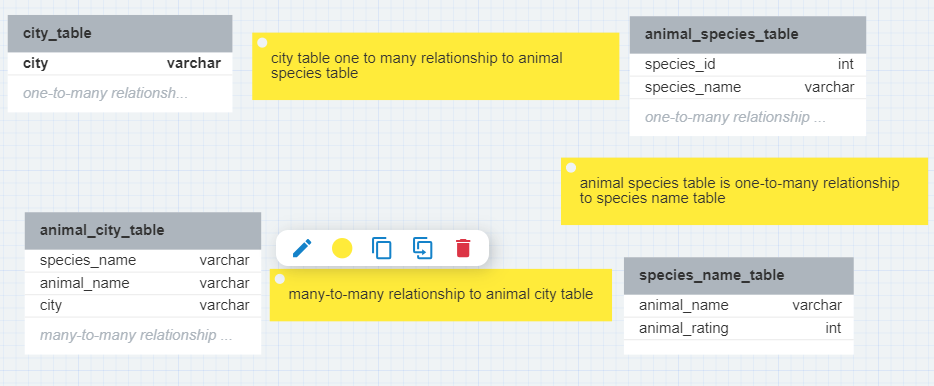 city_table
city varchar
one-to-many relationsh...
city table one to many relationship to animal
species table
animal_species_table
species_id int
species_name varchar
one-to-many relationship ...
animal species table is one-to-many relationship
to species name table
animal_city_table
species_name varchar
animal_name varchar
city varchar
many-to-many relationship ...
many-to-many relationship to animal city table
species_name_table
animal_name varchar
animal_rating int